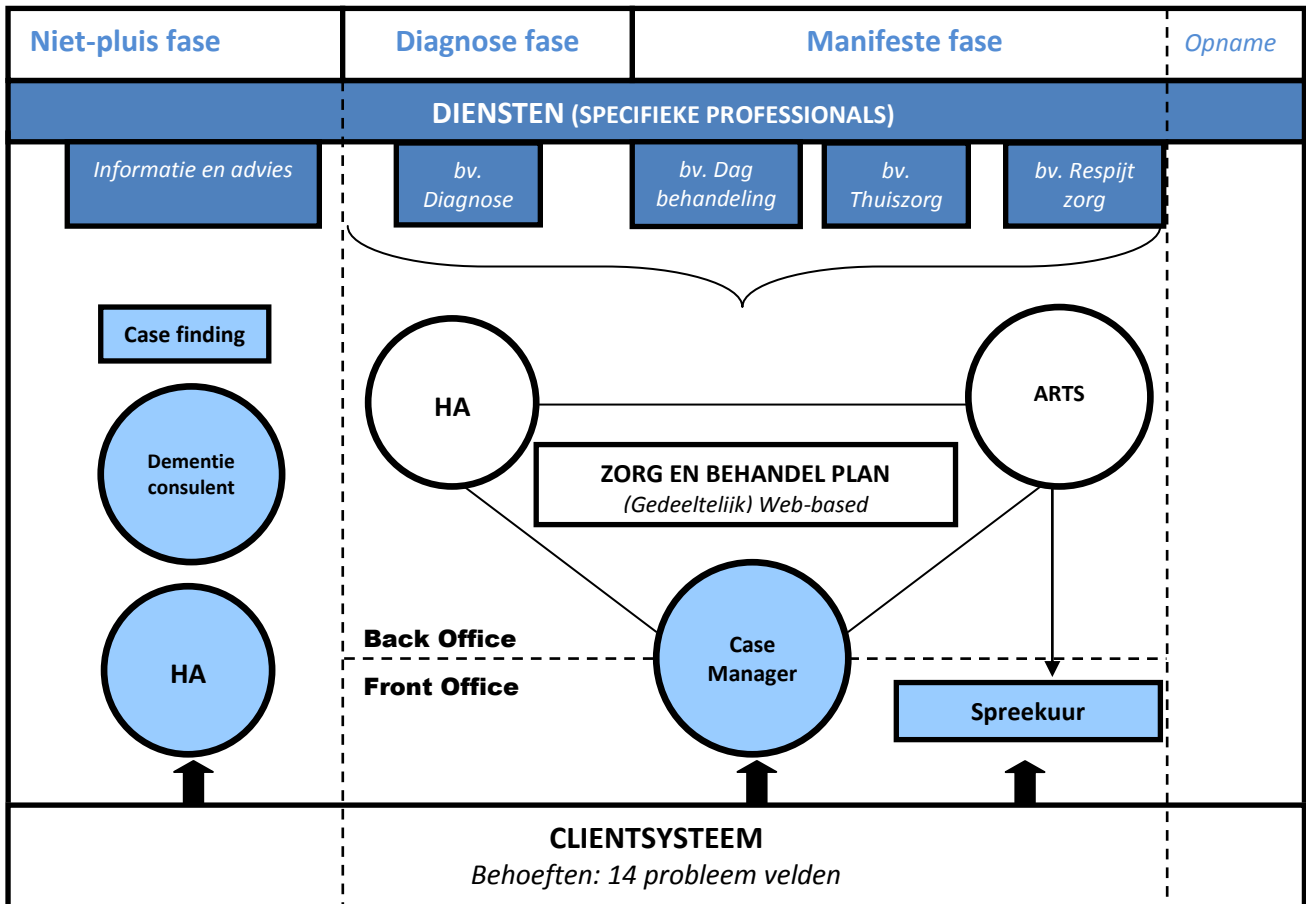 Niet-pluis fase
Diagnose fase
Manifeste fase
Opname
DIENSTEN (SPECIFIEKE PROFESSIONALS)
Informatie en advies
bv.
Diagnose
bv. Dag
behandeling
bv.
Thuiszorg
bv. Respijt
zorg
Case finding
Dementie
consulent
HA
HA
ARTS
ZORG EN BEHANDEL PLAN
(Gedeeltelijk) Web-based
Back Office
Front Office
Case
Manager
Spreekuur
CLIENTSYSTEEM
Behoeften: 14 probleem velden